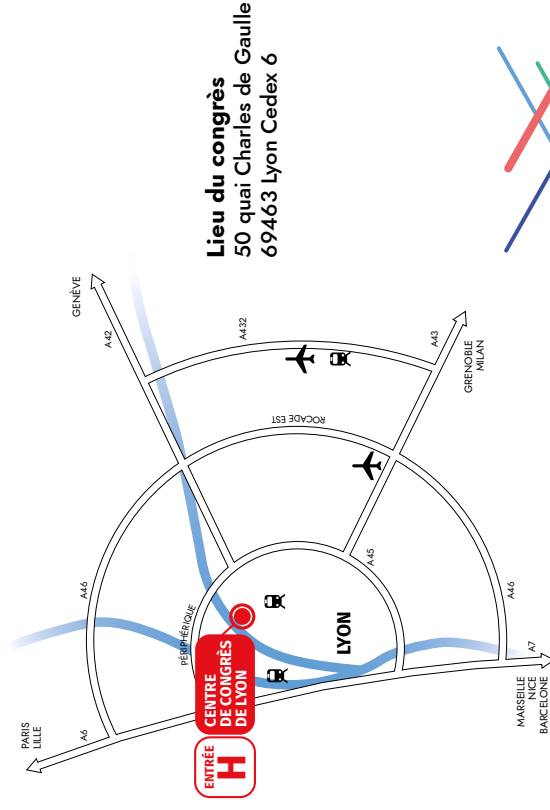 Lieu du congrès
50 quai Charles de Gaulle
69463 Lyon Cedex 6
PARIS
LILLE
A6
A46
GENÈVE
A42
A432
PÉRIPHÉRIQUE
ROCADE EST
ENTRÉE
H
CENTRE
DE CONGRÈS
DE LYON
LYON
A45
A43
GRENOBLE
MILAN
A46
A7
MARSEILLE
NICE
BARCELONE